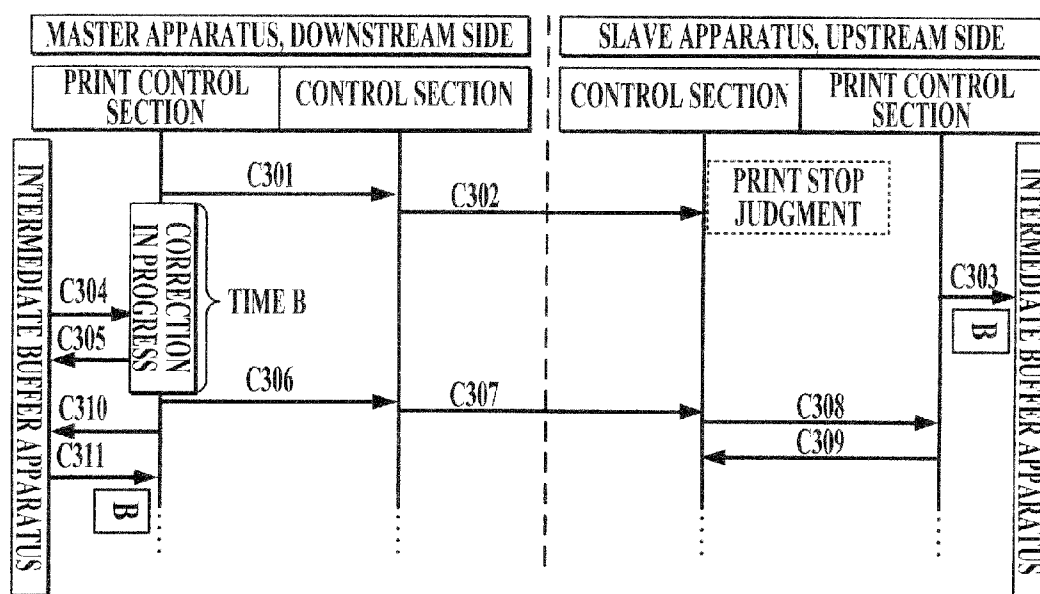 MASTER APPARATUS, DOWNSTREAM SIDE
SLAVE APPARATUS, UPSTREAM SIDE
PRINT CONTROL
SECTION
CONTROL SECTION
CONTROL SECTION
PRINT CONTROL
SECTION
INTERMEDIATE BUFFER APPARATUS
C301
C302
PRINT STOP
JUDGMENT
INTERMEDIATE BUFFER APPARATUS
CORRECTION
IN PROGRESS
TIME B
C303
B
C304
C305
C306
C307
C308
C309
C310
C311
B